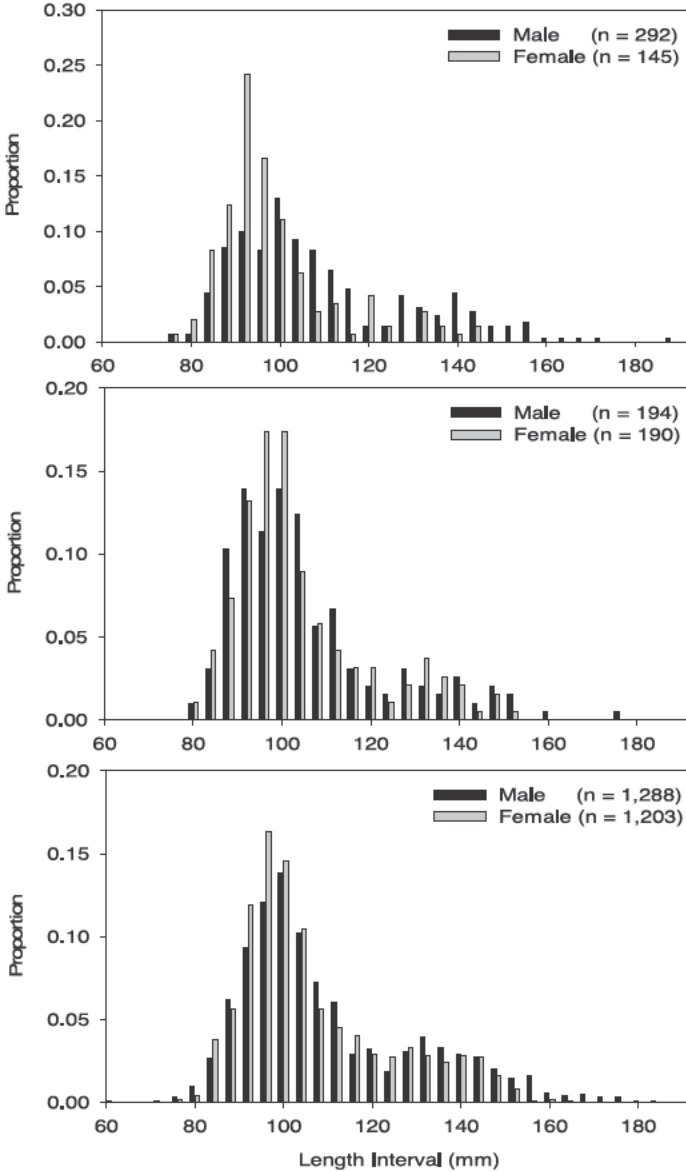 0.30
Male (n = 292)
Female (n = 145)
0.25
0.20
0.15
0.10
0.05
0.00
Proportion
60 80 100 120 140 160 180
0.20
Male (n = 194)
Female (n = 190)
0.15
0.10
0.05
0.00
Proportion
60 80 100 120 140 160 180
0.20
Male (n = 1,288)
Female (n = 1,203)
0.15
0.10
0.05
0.00
Proportion
60 80 100 120 140 160 180
Length Interval (mm)